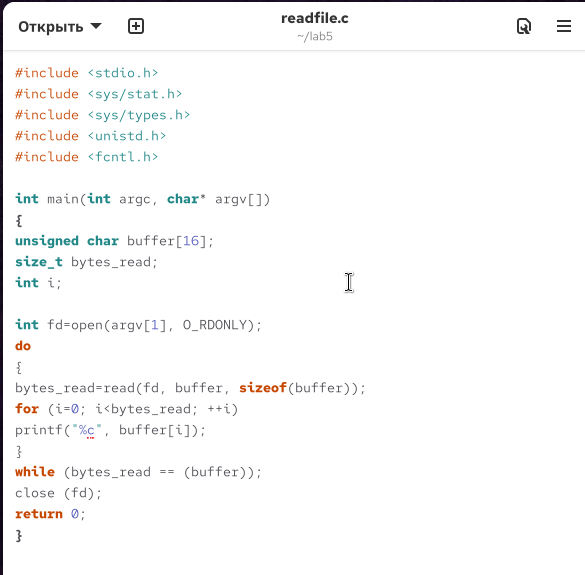 Открыть
readfile.c
~/lab5
#include <stdio.h>
#include <sys/stat.h>
#include <sys/types.h>
#include <unistd.h>
#include <fcntl.h>
int main(int argc, char* argv[])
{
unsigned char buffer[16];
size_t bytes_read;
int i;
int fd=open(argv[1], O_RDONLY);
do
{
bytes_read=read(fd, buffer, sizeof(buffer));
for (i=0; i<bytes_read; ++i)
printf("%c", buffer[i]);
}
while (bytes_read == (buffer));
close (fd);
return 0;
}